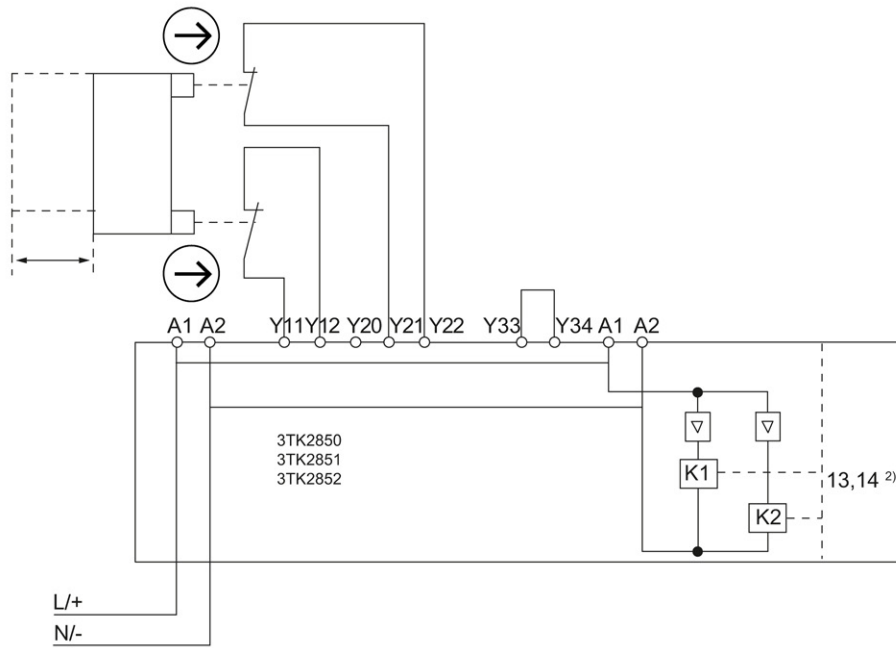 A1 A2 Y11 Y12 Y20 Y21 Y22 Y33 Y34 A1 A2
3TK2850
3TK2851
3TK2852
K1
13,14 2)
K2
L/+
N/-